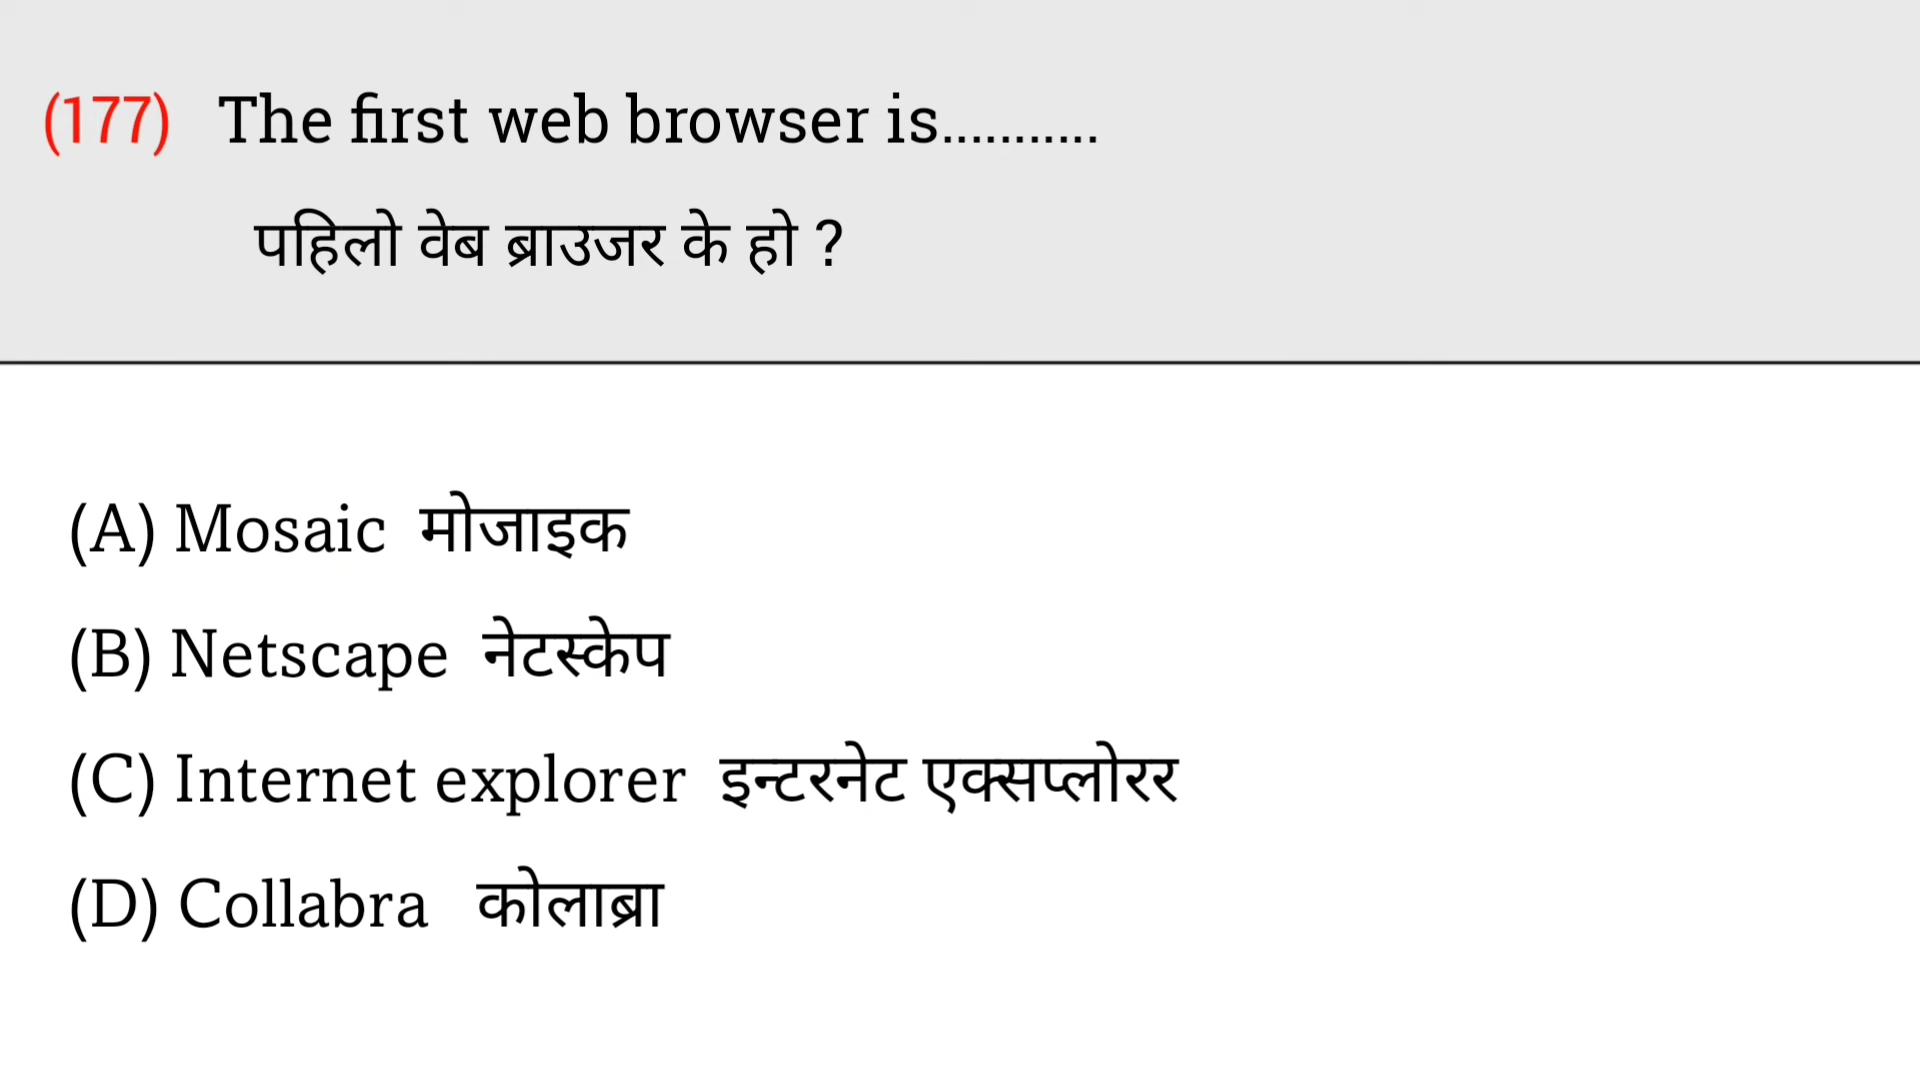 (177) The first web browser is...........
पहिलो वेब ब्राउजर के हो ?
(A) Mosaic मोजाइक
(B) Netscape नेटस्केप
(C) Internet explorer इन्टरनेट एक्सप्लोरर
(D) Collabra कोलाब्रा